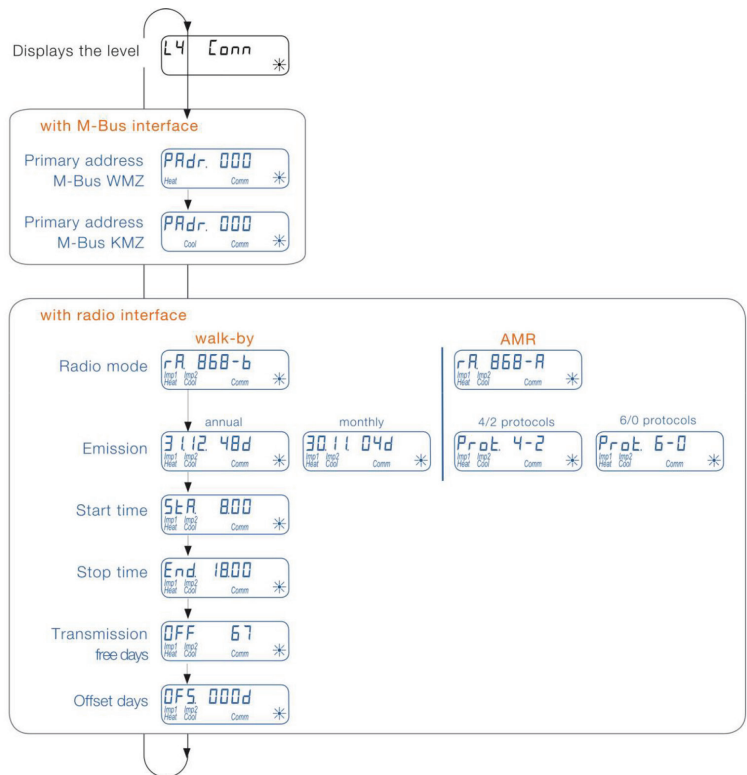 Displays the level
L4 Conn
with M-Bus interface
Primary address
M-Bus WMZ
PAdr. 000
Heat Comm
Primary address
M-Bus KMZ
PAdr. 000
Cool Comm
with radio interface
walk-by
AMR
Radio mode
rA. 868-b
Imp1 Imp2
Heat Cool Comm
rA. 868-A
Imp1 Imp2
Heat Cool Comm
annual
monthly
4/2 protocols
6/0 protocols
Emission
31.12. 48d
Imp1 Imp2
Heat Cool Comm
30.11. 04d
Imp1 Imp2
Heat Cool Comm
Prot. 4-2
Imp1 Imp2
Heat Cool Comm
Prot. 6-0
Imp1 Imp2
Heat Cool Comm
Start time
StA. 8.00
Imp1 Imp2
Heat Cool Comm
Stop time
End. 18.00
Imp1 Imp2
Heat Cool Comm
Transmission
free days
OFF 67
Imp1 Imp2
Heat Cool Comm
Offset days
OFS. 000d
Imp1 Imp2
Heat Cool Comm